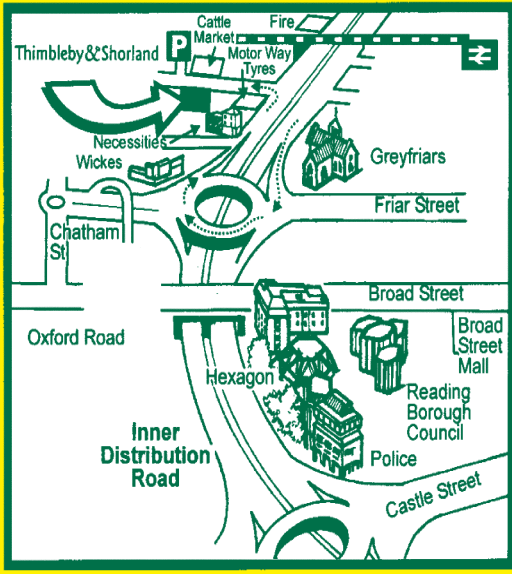 Cattle
Market
Fire
Thimbleby&Shorland
P
Motor Way
Tyres
Necessities
Wickes
Greyfriars
Friar Street
Chatham
St
Broad Street
Oxford Road
Broad
Street
Mall
Hexagon
Reading
Borough
Council
Inner
Distribution
Road
Police
Castle Street